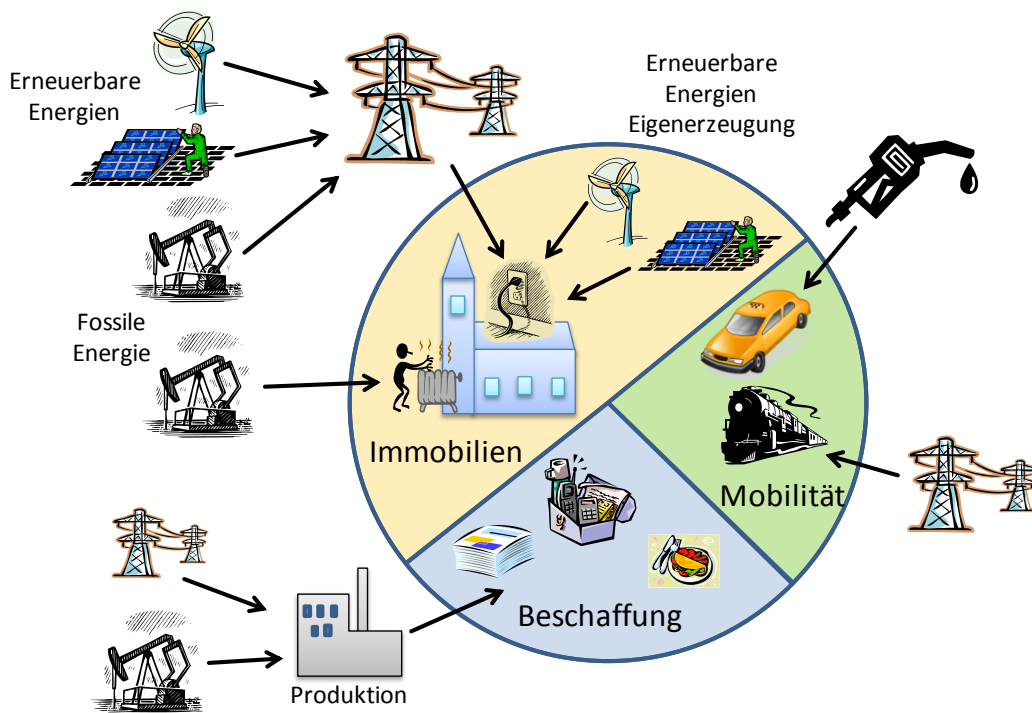 Erneuerbare
Energien
Erneuerbare
Energien
Eigenerzeugung
Fossile
Energie
Immobilien
Mobilität
Beschaffung
Produktion